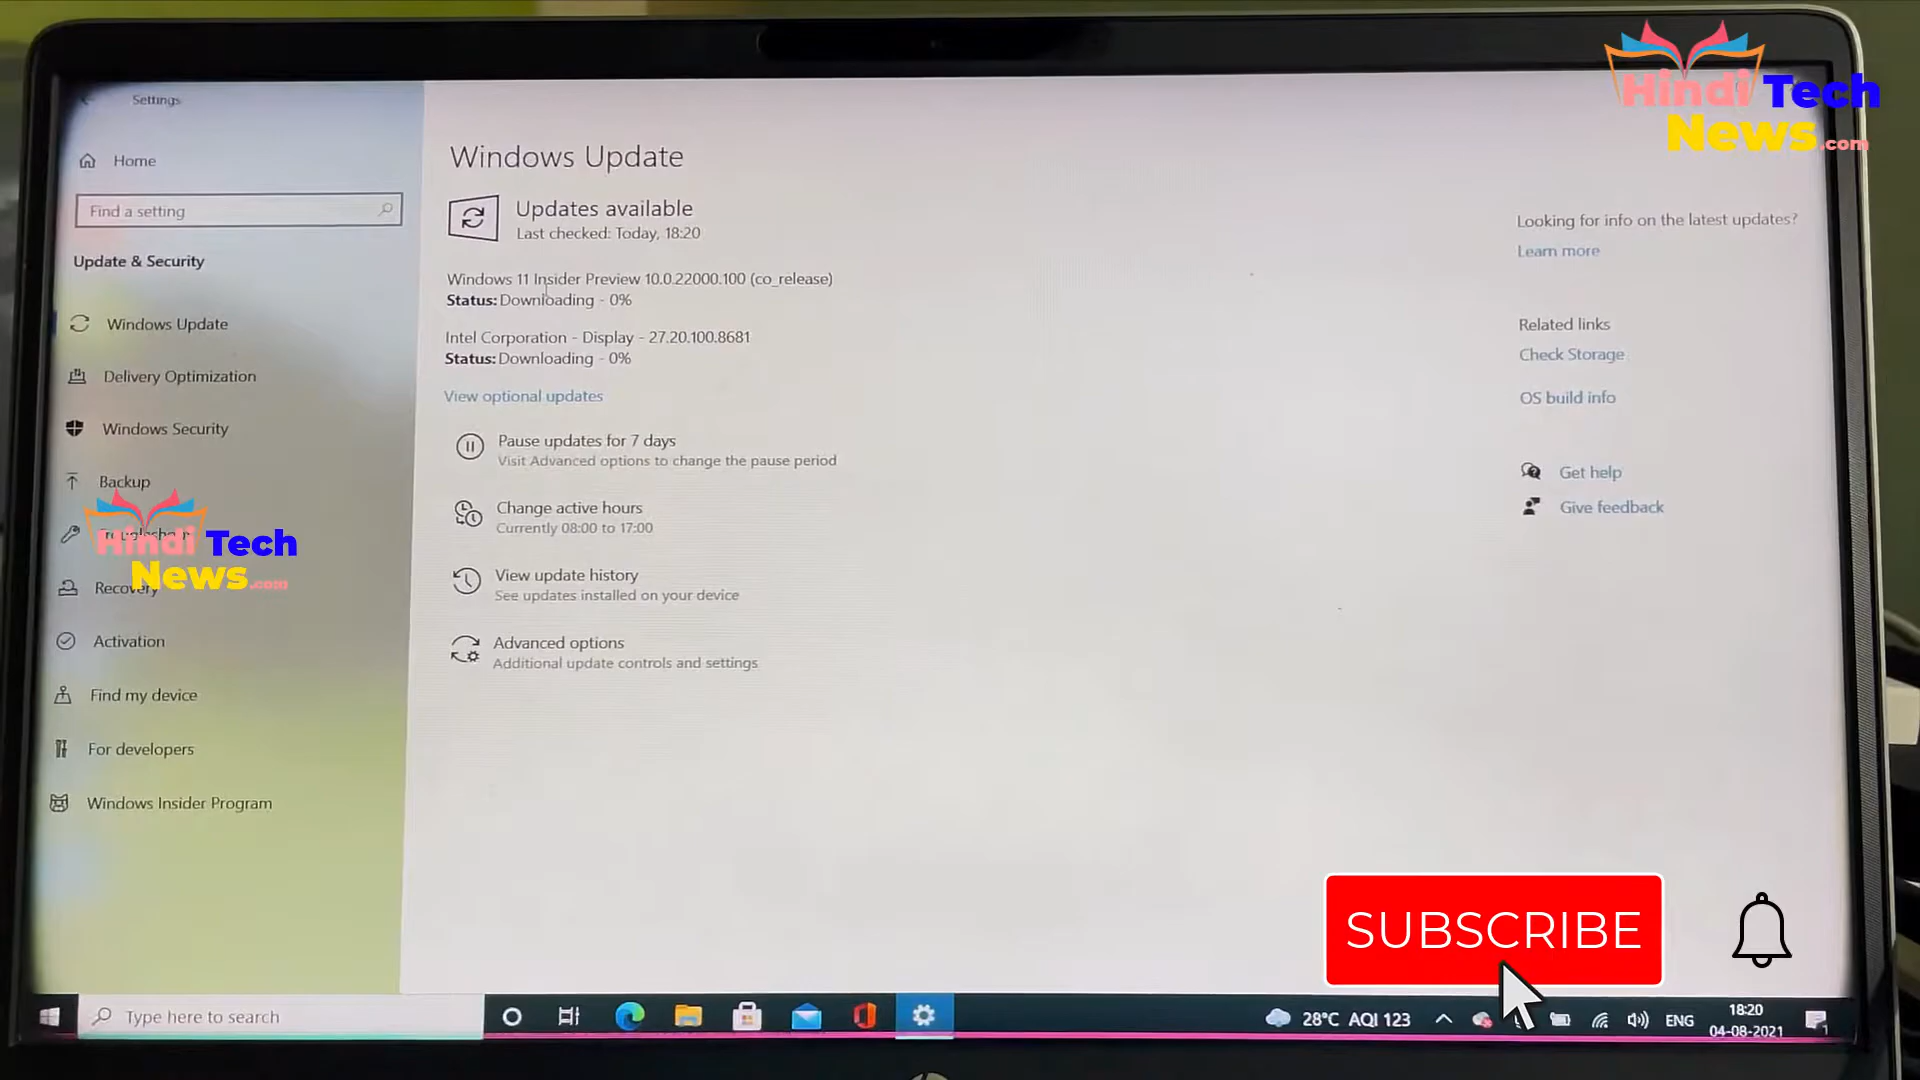 Settings
Home
Find a setting
Update & Security
Windows Update
Delivery Optimization
Windows Security
Backup
Recovery
Activation
Find my device
For developers
Windows Insider Program
Windows Update
Updates available
Last checked: Today, 18:20
Windows 11 Insider Preview 10.0.22000.100 (co_release)
Status: Downloading - 0%
Intel Corporation - Display - 27.20.100.8681
Status: Downloading - 0%
View optional updates
Pause updates for 7 days
Visit Advanced options to change the pause period
Change active hours
Currently 08:00 to 17:00
View update history
See updates installed on your device
Advanced options
Additional update controls and settings
Looking for info on the latest updates?
Learn more
Related links
Check Storage
OS build info
Get help
Give feedback
Hindi Tech
News.com
Hindi Tech
News.com
SUBSCRIBE
Type here to search
28°C AQI 123
ENG
18:20
04-08-2021
1